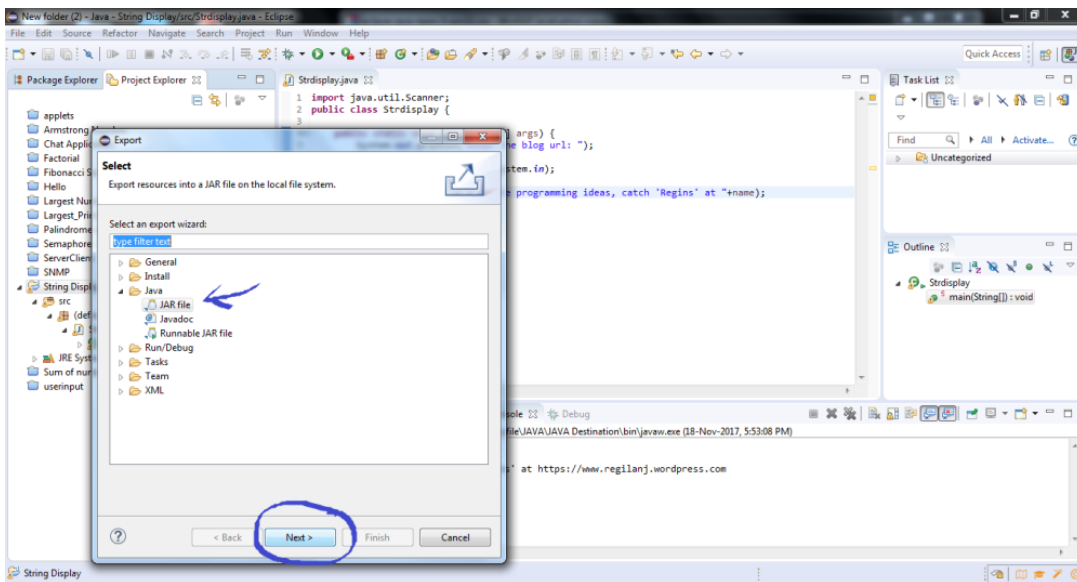 New folder (2) - Java - String Display/src/Strdisplay.java - Eclipse
File Edit Source Refactor Navigate Search Project Run Window Help
Quick Access
Package Explorer
Project Explorer
applets
Armstrong
Chat Applic
Factorial
Fibonacci S
Hello
Largest Nu
Largest_Pri
Palindrome
Semaphore
ServerClien
SNMP
String Displ
src
(def
JRE Syst
Sum of nu
userinput
Strdisplay.java
1 import java.util.Scanner;
2 public class Strdisplay {
3
args) {
e blog url: ");
stem.in);
programming ideas, catch 'Regins' at "+name);
Export
Select
Export resources into a JAR file on the local file system.
Select an export wizard:
type filter text
General
Install
Java
JAR file
Javadoc
Runnable JAR file
Run/Debug
Tasks
Team
XML
?
< Back
Next >
Finish
Cancel
Task List
Find
All
Activate...
Uncategorized
Outline
Strdisplay
main(String[]) : void
sole
Debug
file\JAVA\JAVA Destination\bin\javaw.exe (18-Nov-2017, 5:53:08 PM)
s' at https://www.regilanj.wordpress.com
String Display